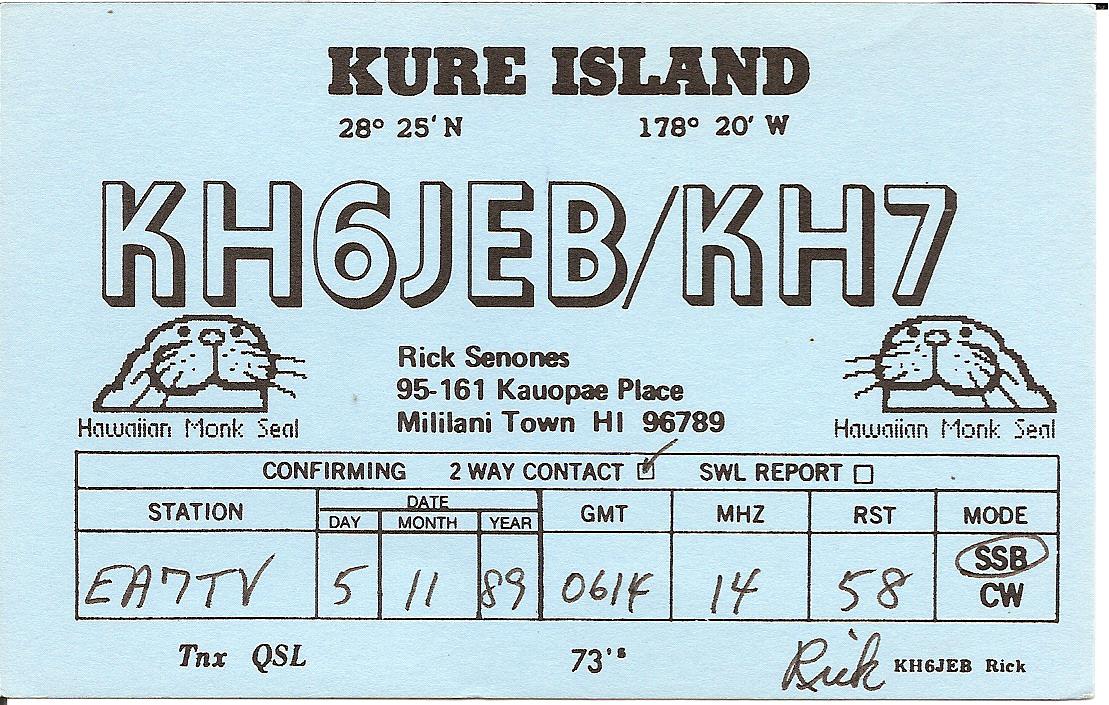 KURE ISLAND
28° 25' N 178° 20' W
KH6JEB/KH7
Rick Senones
95-161 Kauopae Place
Mililani Town HI 96789
Hawaiian Monk Seal Hawaiian Monk Seal
CONFIRMING 2 WAY CONTACT ☑ SWL REPORT ☐
STATION DATE GMT MHZ RST MODE
DAY MONTH YEAR
EA7TV 5 11 89 0614 14 58 SSB
CW
Tnx QSL 73's Rick KH6JEB Rick